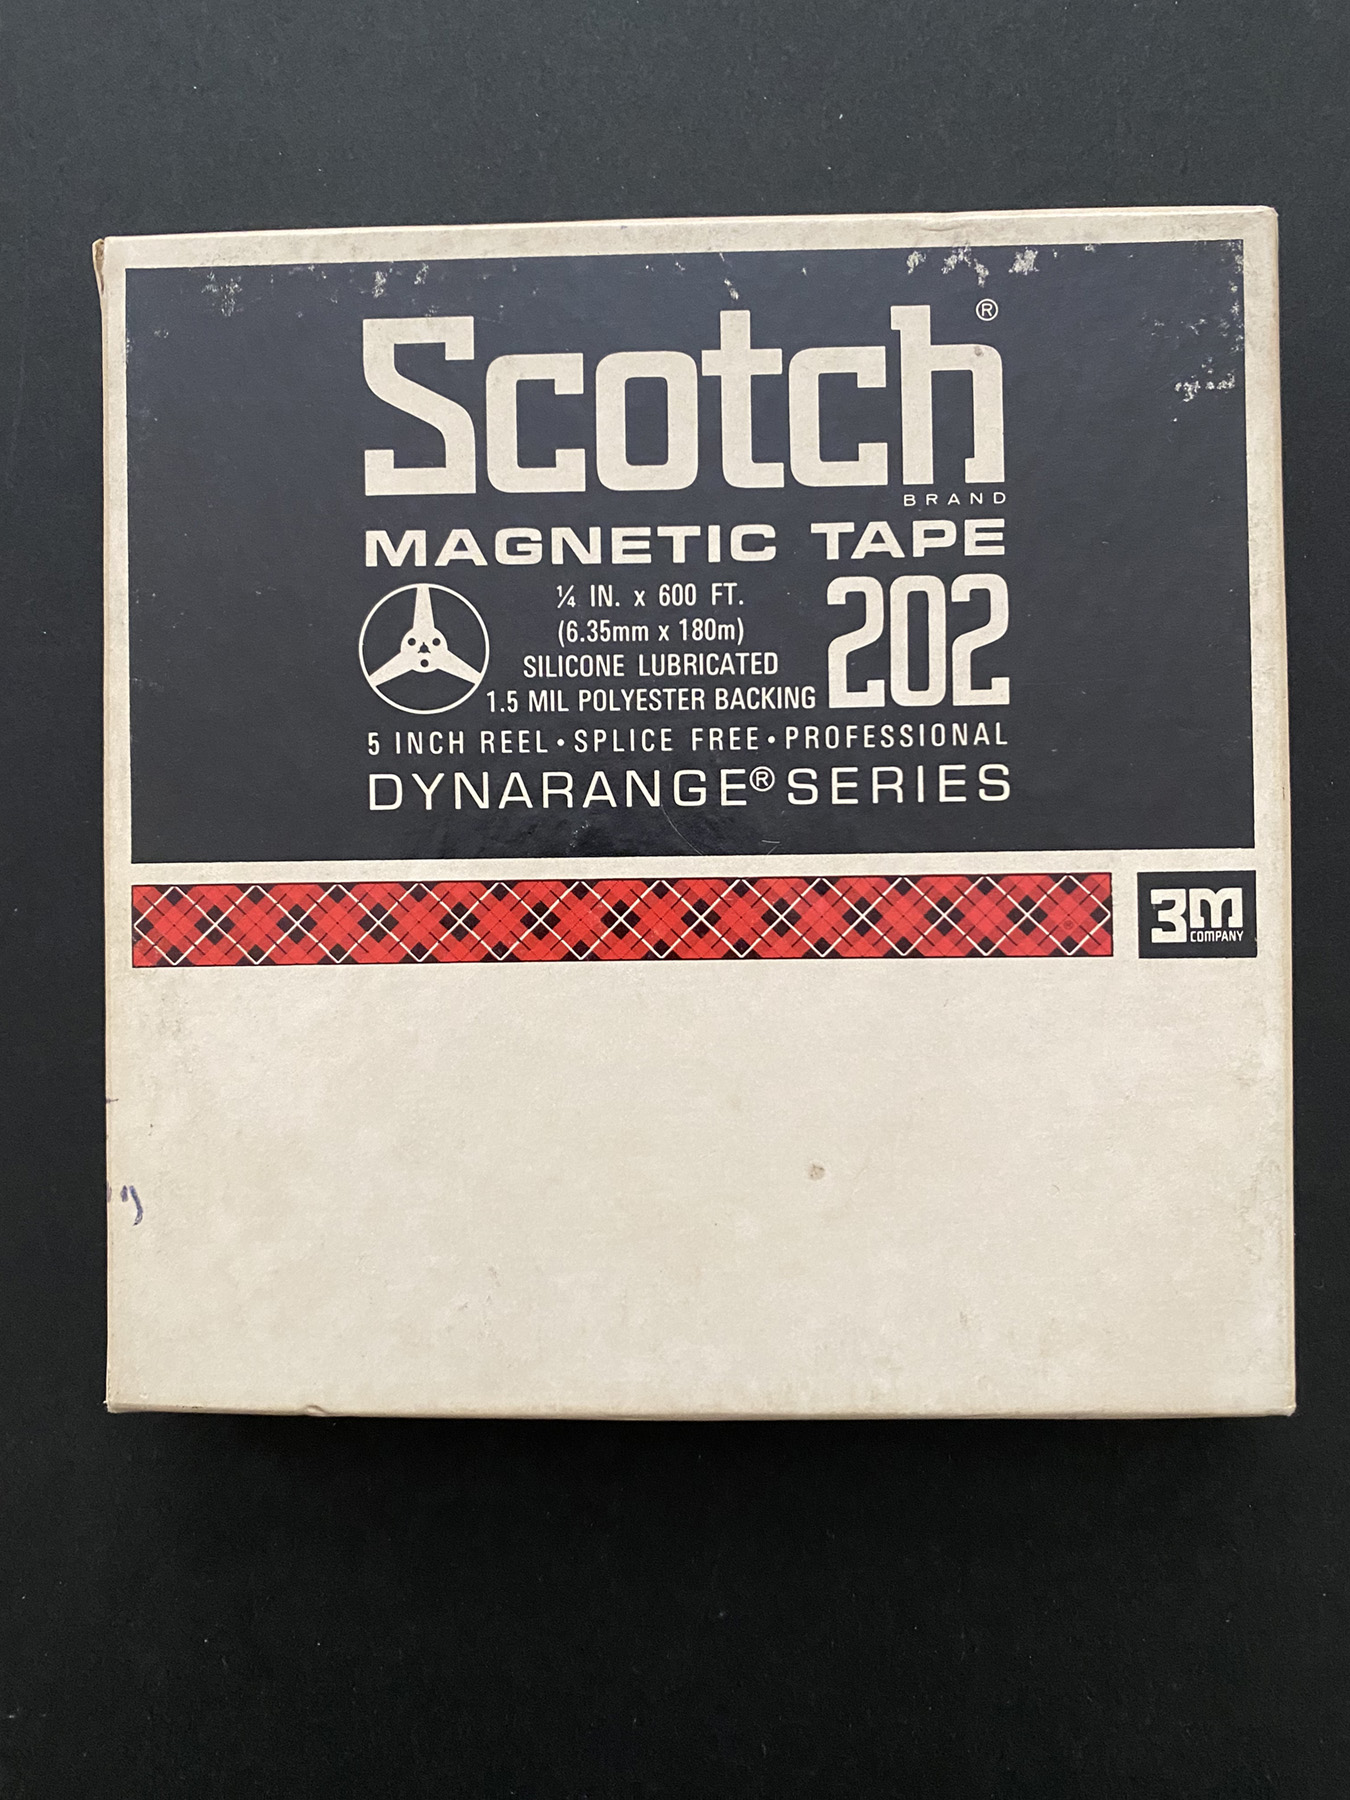 Scotch®
BRAND
MAGNETIC TAPE
¼ IN. x 600 FT.
(6.35mm x 180m)
SILICONE LUBRICATED
1.5 MIL POLYESTER BACKING
202
5 INCH REEL • SPLICE FREE • PROFESSIONAL
DYNARANGE® SERIES
3M
COMPANY